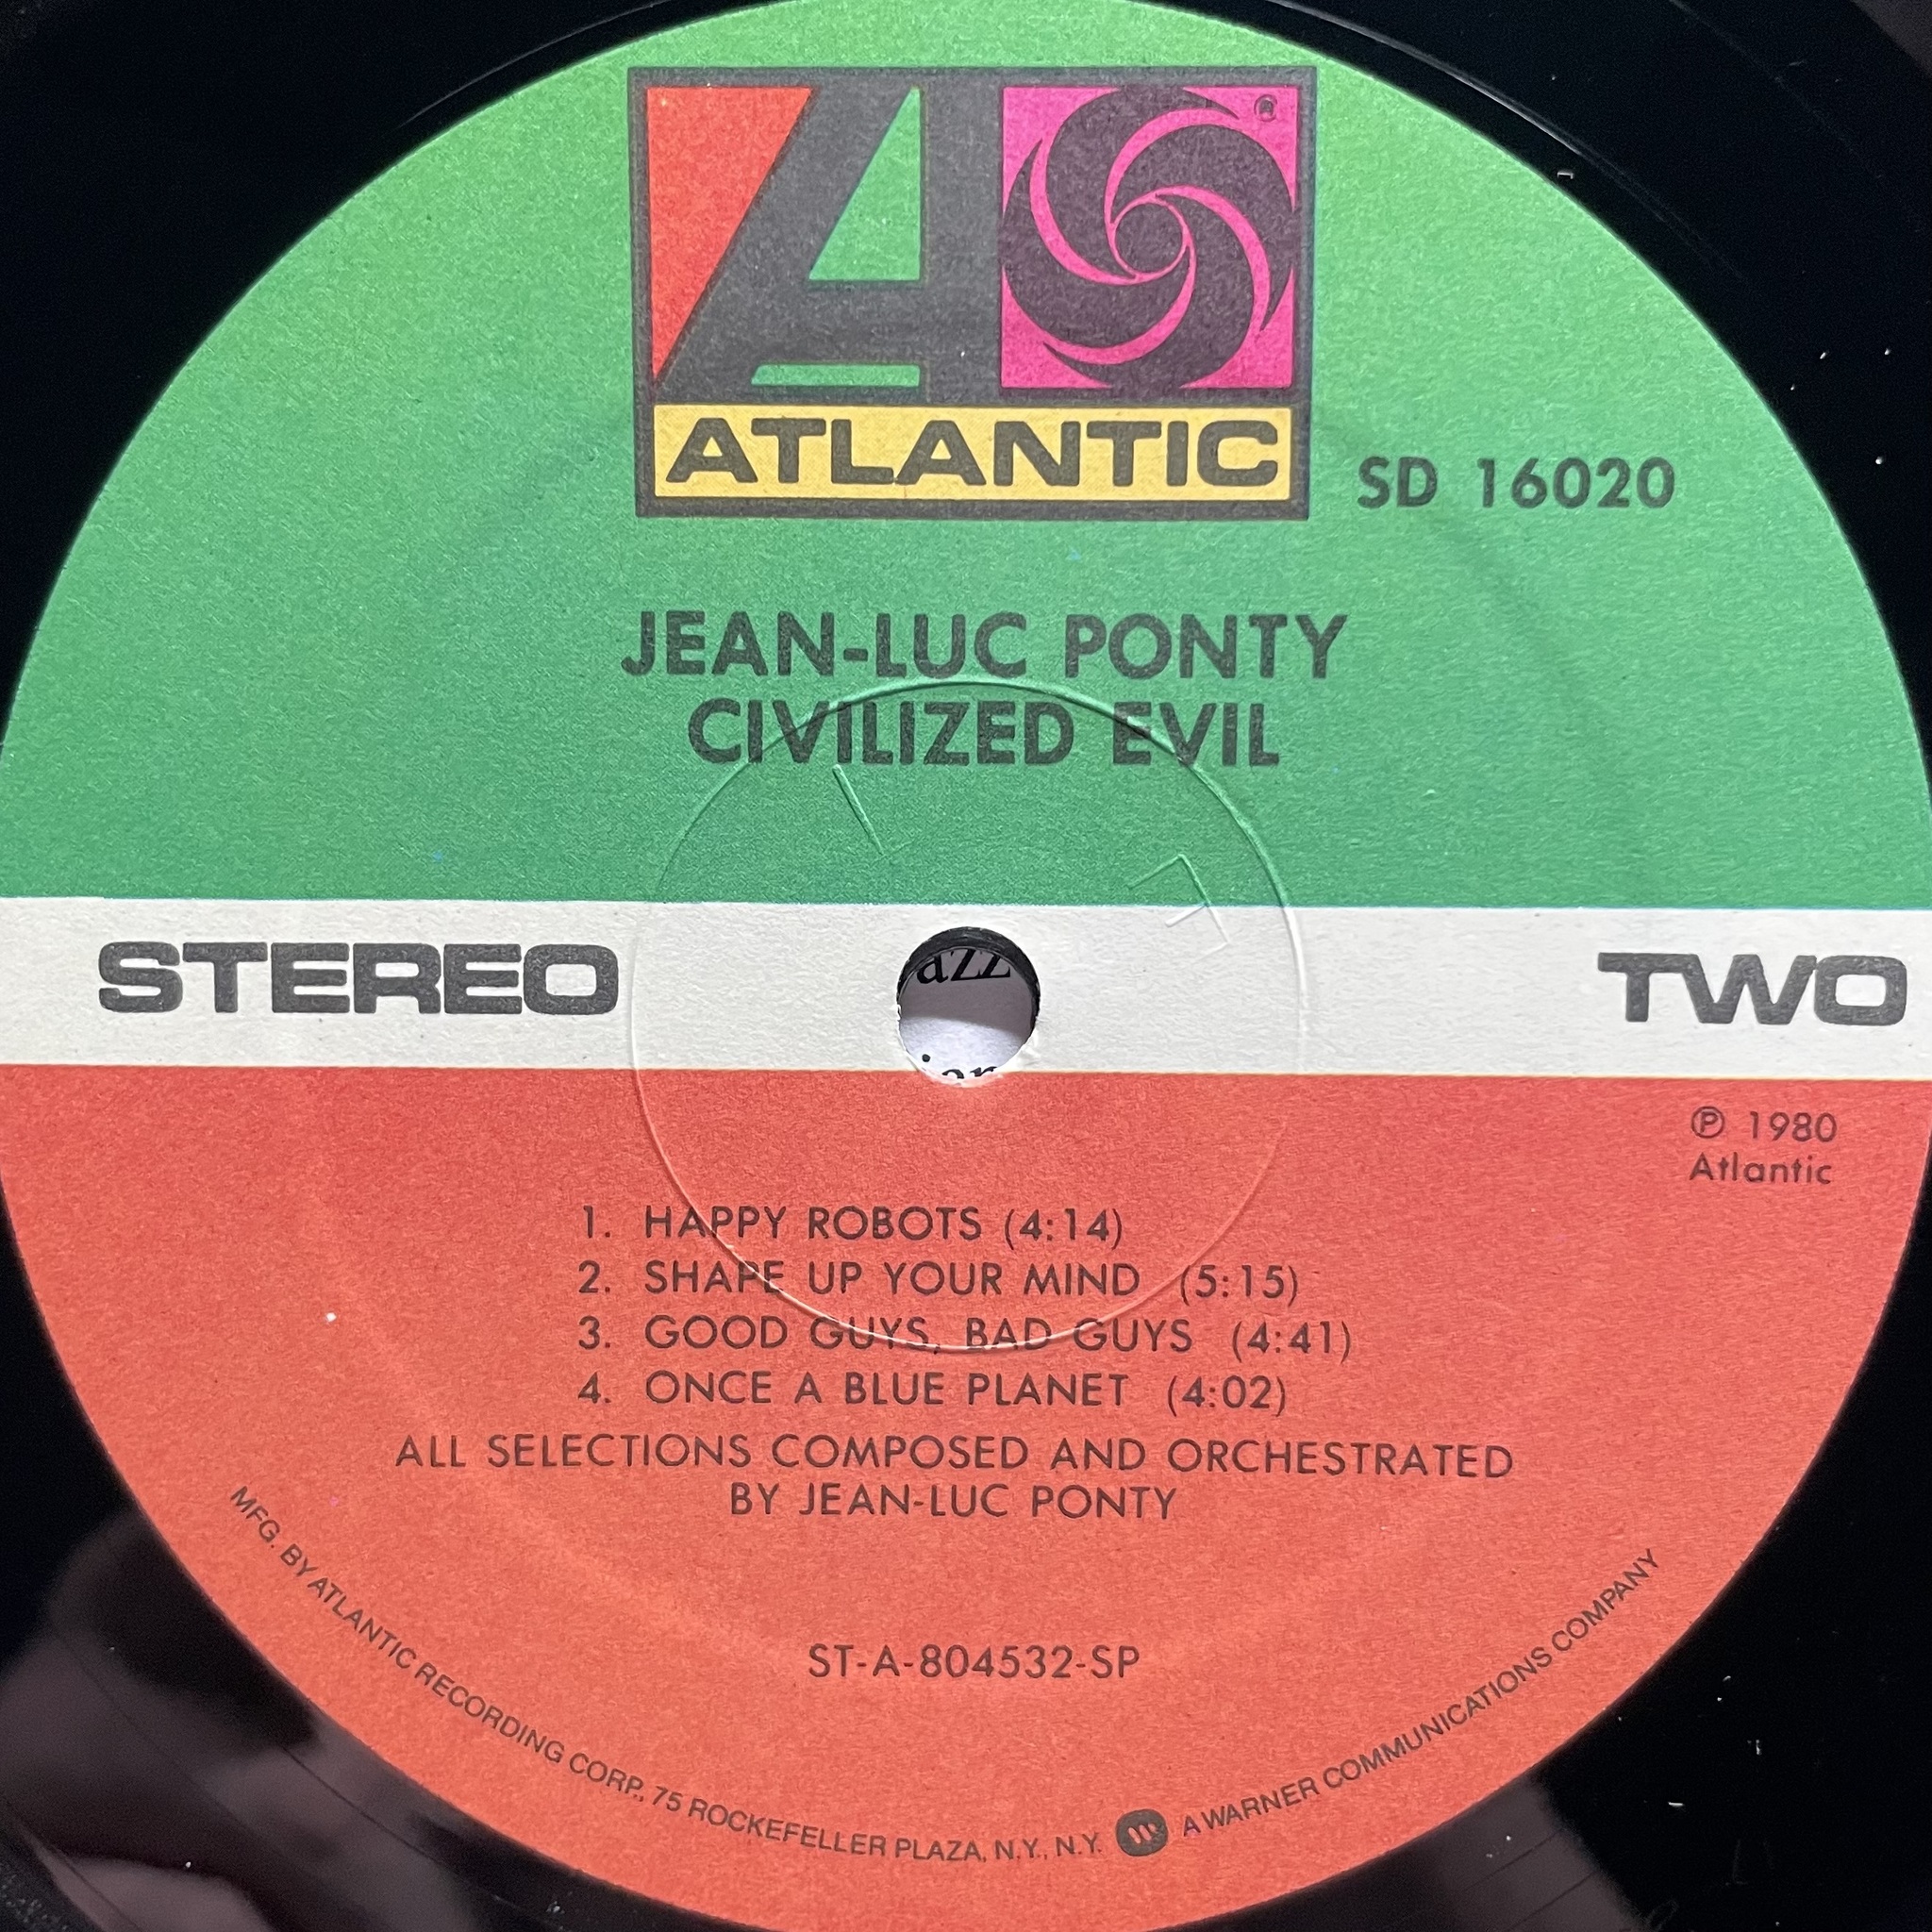 ®
ATLANTIC
SD 16020
JEAN-LUC PONTY
CIVILIZED EVIL
STEREO
TWO
azz
℗ 1980
Atlantic
1. HAPPY ROBOTS (4:14)
2. SHAPE UP YOUR MIND (5:15)
3. GOOD GUYS, BAD GUYS (4:41)
4. ONCE A BLUE PLANET (4:02)
ALL SELECTIONS COMPOSED AND ORCHESTRATED
BY JEAN-LUC PONTY
ST-A-804532-SP
MFG. BY ATLANTIC RECORDING CORP., 75 ROCKEFELLER PLAZA, N.Y., N.Y. A WARNER COMMUNICATIONS COMPANY